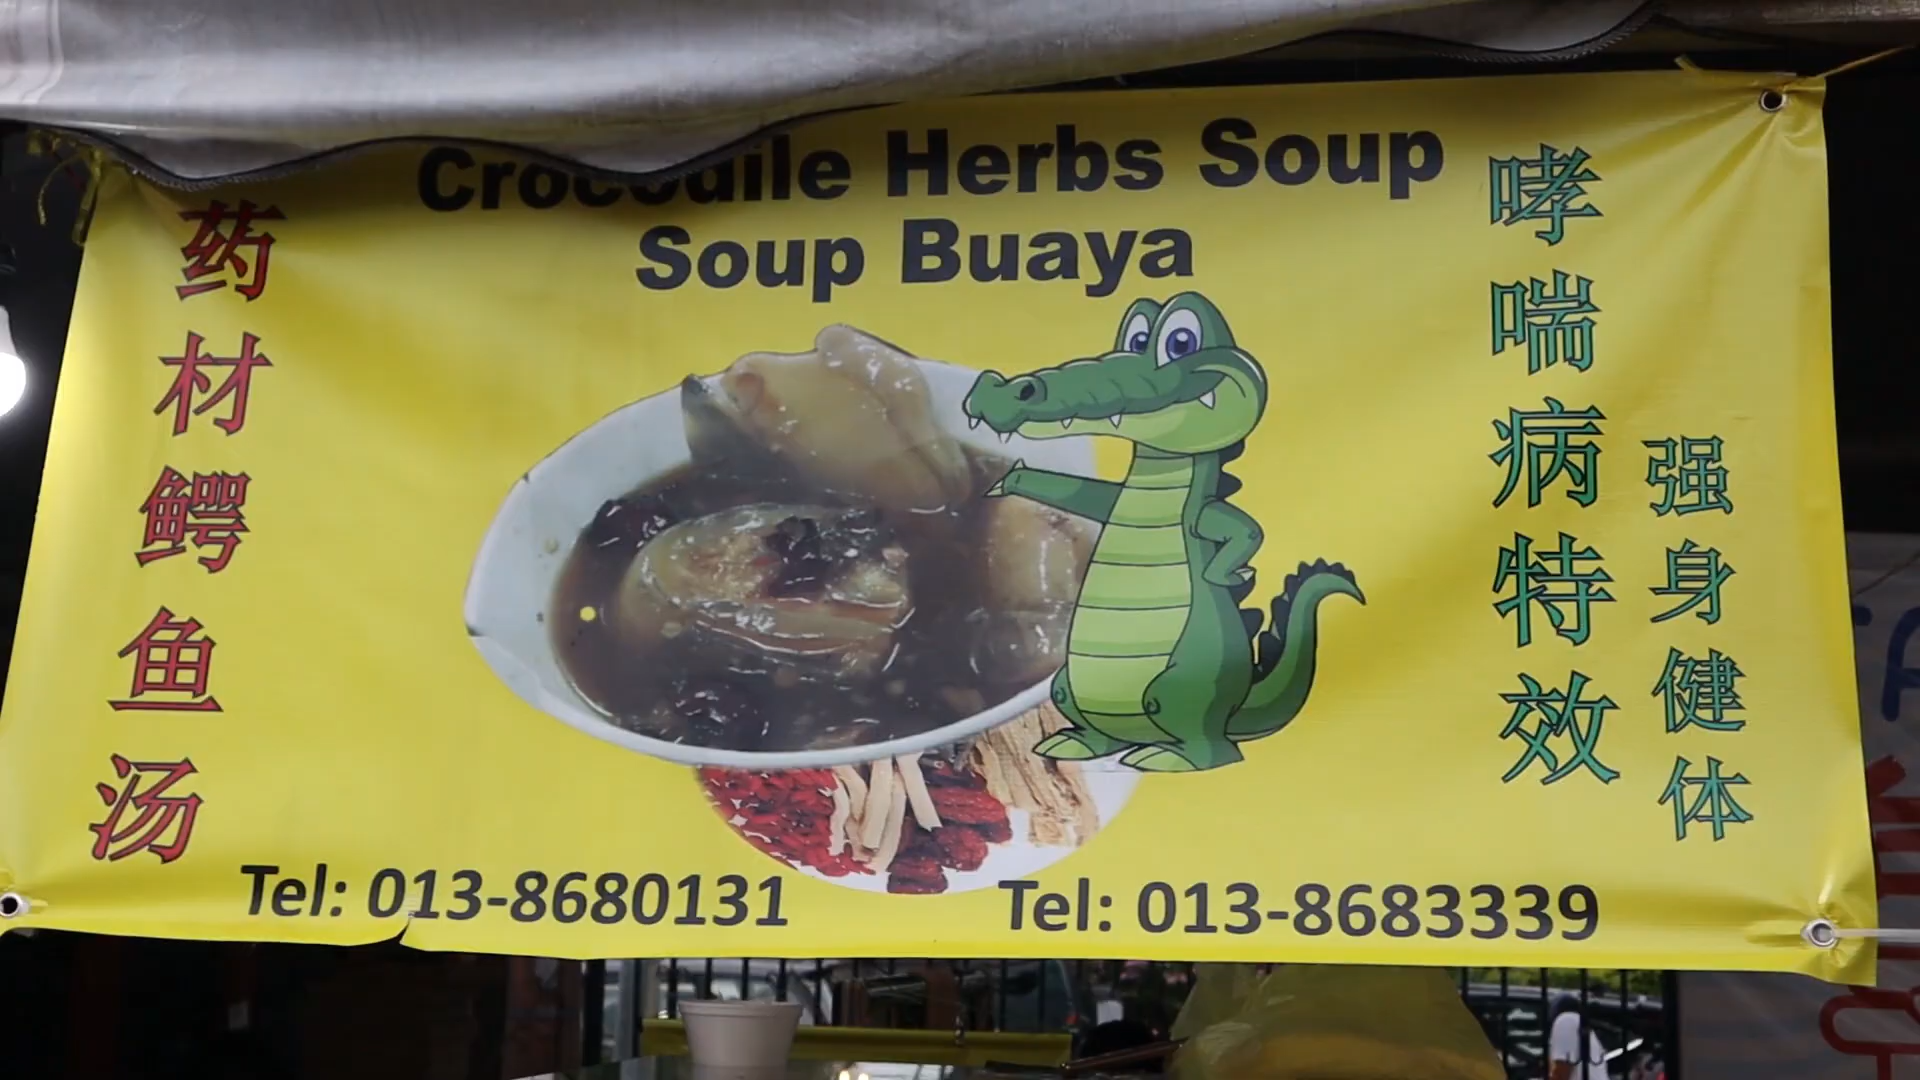 Crocodile Herbs Soup
Soup Buaya
药材鳄鱼汤
哮喘病特效
强身健体
Tel: 013-8680131
Tel: 013-8683339